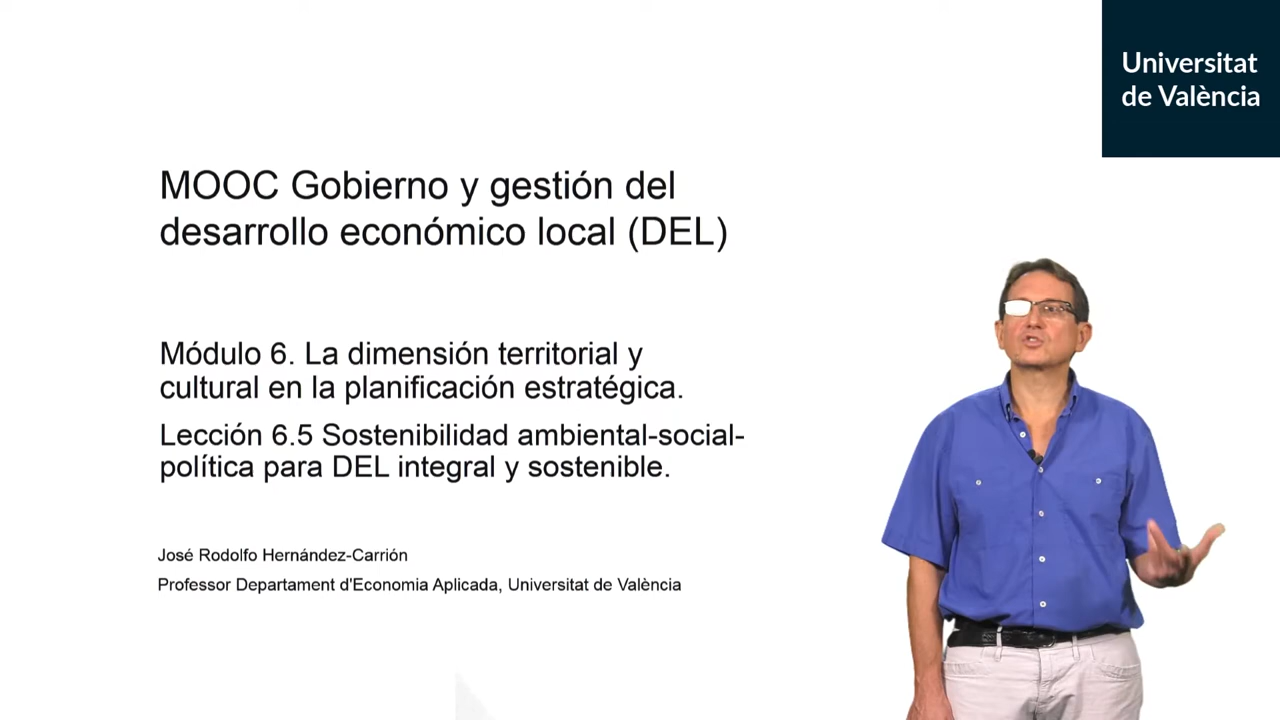 Universitat
de València
MOOC Gobierno y gestión del
desarrollo económico local (DEL)
Módulo 6. La dimensión territorial y
cultural en la planificación estratégica.
Lección 6.5 Sostenibilidad ambiental-social-
política para DEL integral y sostenible.
José Rodolfo Hernández-Carrión
Professor Departament d'Economia Aplicada, Universitat de València